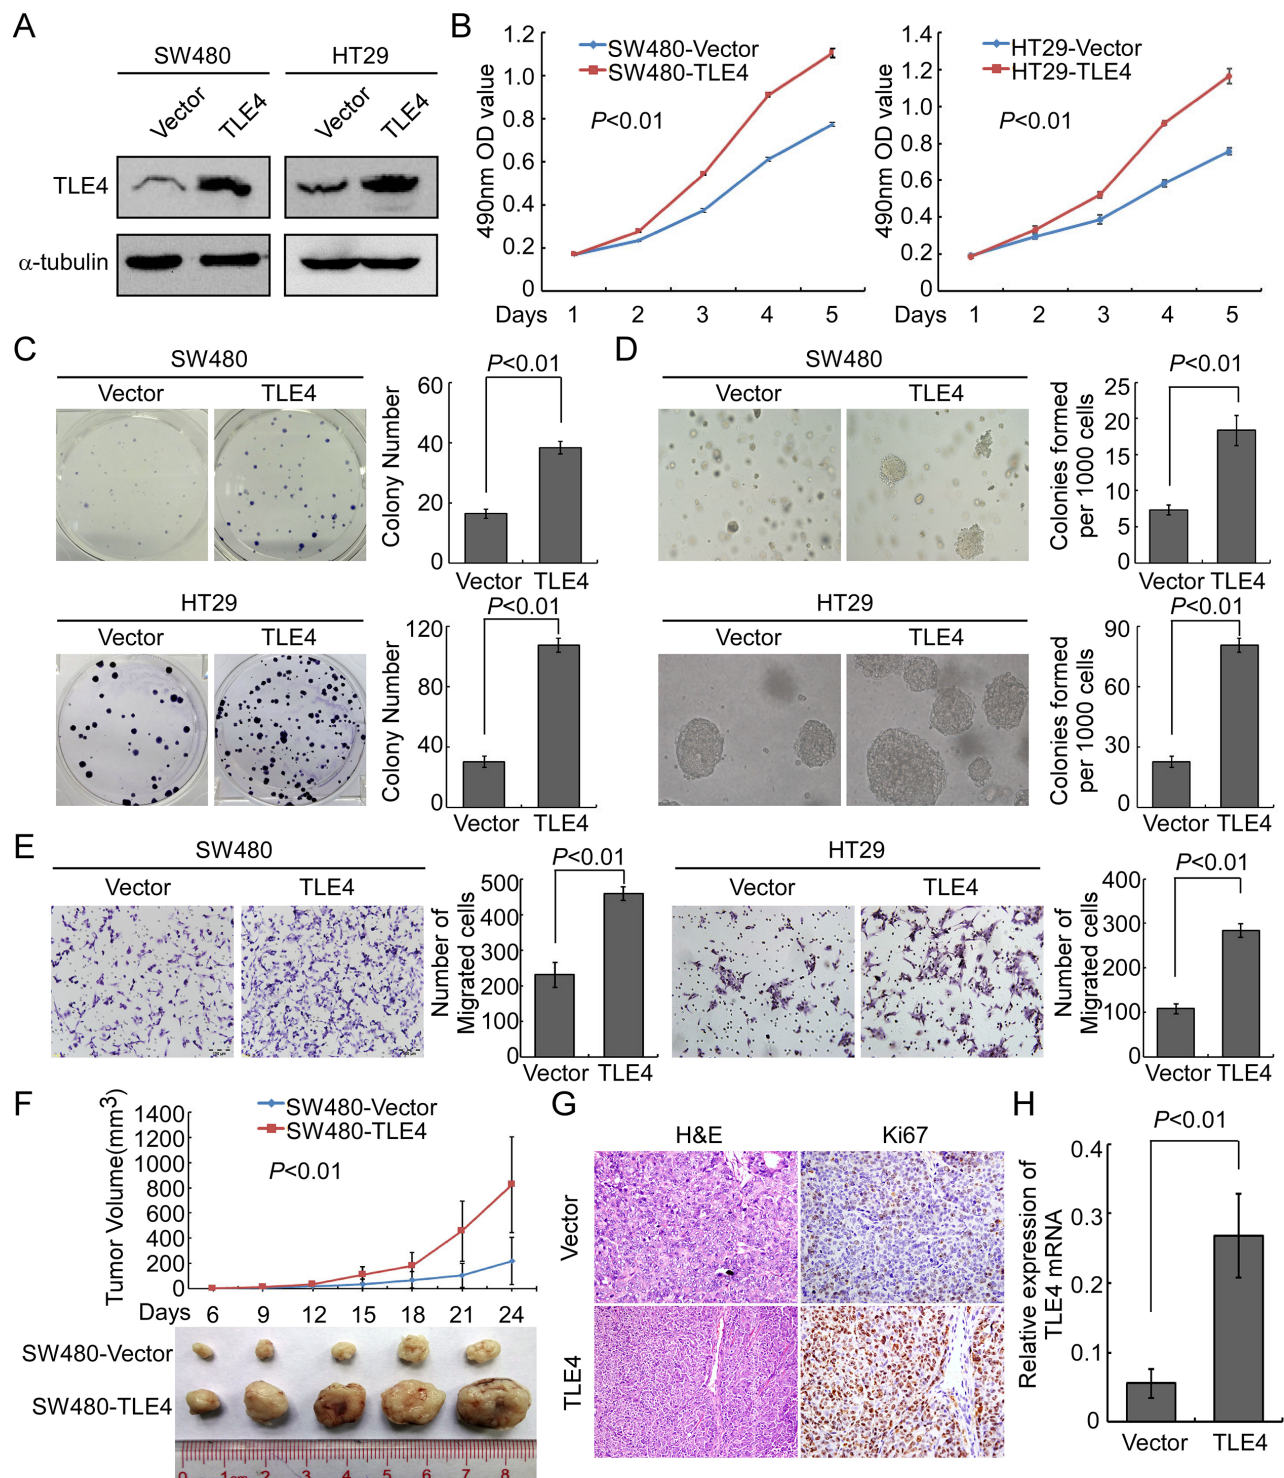 A
SW480
HT29
Vector
TLE4
Vector
TLE4
TLE4
α-tubulin
B
1.2
1.0
0.8
0.6
0.4
0.2
0
490nm OD value
SW480-Vector
SW480-TLE4
P<0.01
Days 1 2 3 4 5
1.4
1.2
1.0
0.8
0.6
0.4
0.2
0
490nm OD value
HT29-Vector
HT29-TLE4
P<0.01
Days 1 2 3 4 5
C
SW480
Vector
TLE4
Colony Number
60
40
20
0
P<0.01
Vector TLE4
HT29
Vector
TLE4
Colony Number
120
80
40
0
P<0.01
Vector TLE4
D
SW480
Vector
TLE4
Colonies formed
per 1000 cells
25
20
15
10
5
0
P<0.01
Vector TLE4
HT29
Vector
TLE4
Colonies formed
per 1000 cells
90
60
30
0
P<0.01
Vector TLE4
E
SW480
Vector
TLE4
Number of
Migrated cells
500
400
300
200
100
0
P<0.01
Vector TLE4
HT29
Vector
TLE4
Number of
Migrated cells
400
300
200
100
0
P<0.01
Vector TLE4
F
Tumor Volume(mm3)
1400
1200
1000
800
600
400
200
0
SW480-Vector
SW480-TLE4
P<0.01
Days 6 9 12 15 18 21 24
SW480-Vector
SW480-TLE4
0 1cm 2 3 4 5 6 7 8
G
H&E
Ki67
Vector
TLE4
H
Relative expression of
TLE4 mRNA
0.4
0.3
0.2
0.1
0
P<0.01
Vector TLE4